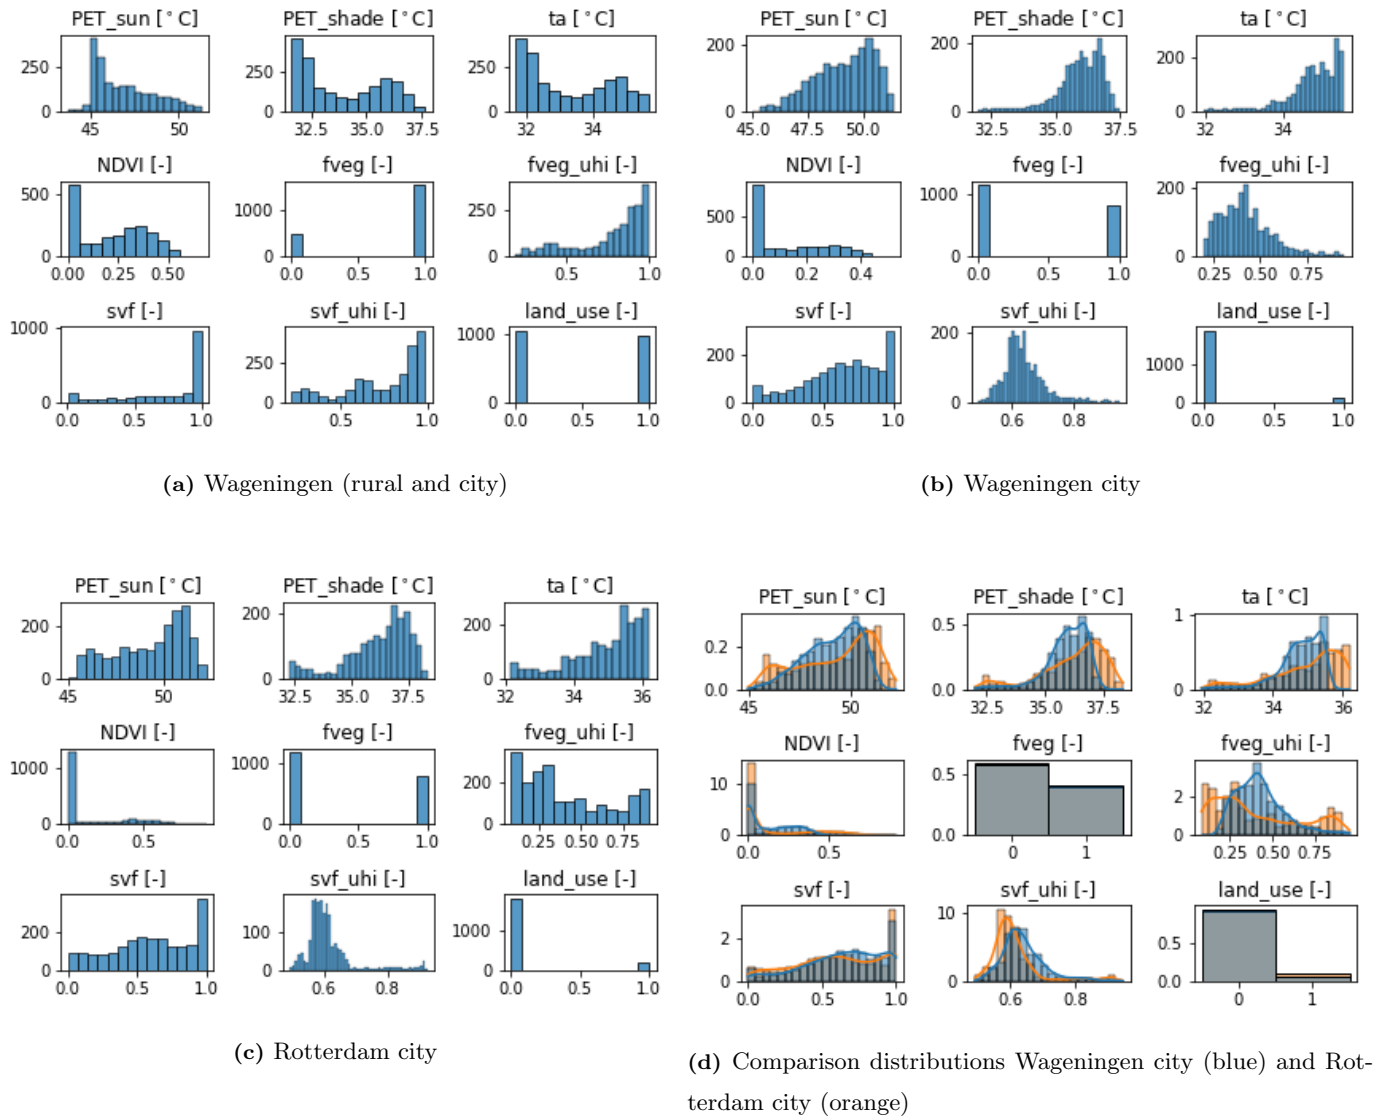 PET_sun [°C]
PET_shade [°C]
ta [°C]
250
0
45 50
250
0
32.5 35.0 37.5
250
0
32 34
NDVI [-]
fveg [-]
fveg_uhi [-]
500
0
0.00 0.25 0.50
1000
0
0.0 0.5 1.0
250
0
0.5 1.0
svf [-]
svf_uhi [-]
land_use [-]
1000
0
0.0 0.5 1.0
250
0
0.5 1.0
1000
0
0.0 0.5 1.0
(a) Wageningen (rural and city)
PET_sun [°C]
PET_shade [°C]
ta [°C]
200
0
45.0 47.5 50.0
200
0
32.5 35.0 37.5
200
0
32 34
NDVI [-]
fveg [-]
fveg_uhi [-]
500
0
0.0 0.2 0.4
1000
0
0.0 0.5 1.0
200
0
0.25 0.50 0.75
svf [-]
svf_uhi [-]
land_use [-]
200
0
0.0 0.5 1.0
200
0
0.6 0.8
1000
0
0.0 0.5 1.0
(b) Wageningen city
PET_sun [°C]
PET_shade [°C]
ta [°C]
200
0
45 50
200
0
32.5 35.0 37.5
200
0
32 34 36
NDVI [-]
fveg [-]
fveg_uhi [-]
1000
0
0.0 0.5
1000
0
0.0 0.5 1.0
200
0
0.25 0.50 0.75
svf [-]
svf_uhi [-]
land_use [-]
200
0
0.0 0.5 1.0
100
0
0.6 0.8
1000
0
0.0 0.5 1.0
(c) Rotterdam city
PET_sun [°C]
PET_shade [°C]
ta [°C]
0.2
0.0
45 50
0.5
0.0
32.5 35.0 37.5
1
0
32 34 36
NDVI [-]
fveg [-]
fveg_uhi [-]
10
0
0.0 0.5
0.5
0.0
0 1
2
0
0.25 0.50 0.75
svf [-]
svf_uhi [-]
land_use [-]
2
0
0.0 0.5 1.0
10
0
0.6 0.8
0.5
0.0
0 1
(d) Comparison distributions Wageningen city (blue) and Rot-
terdam city (orange)